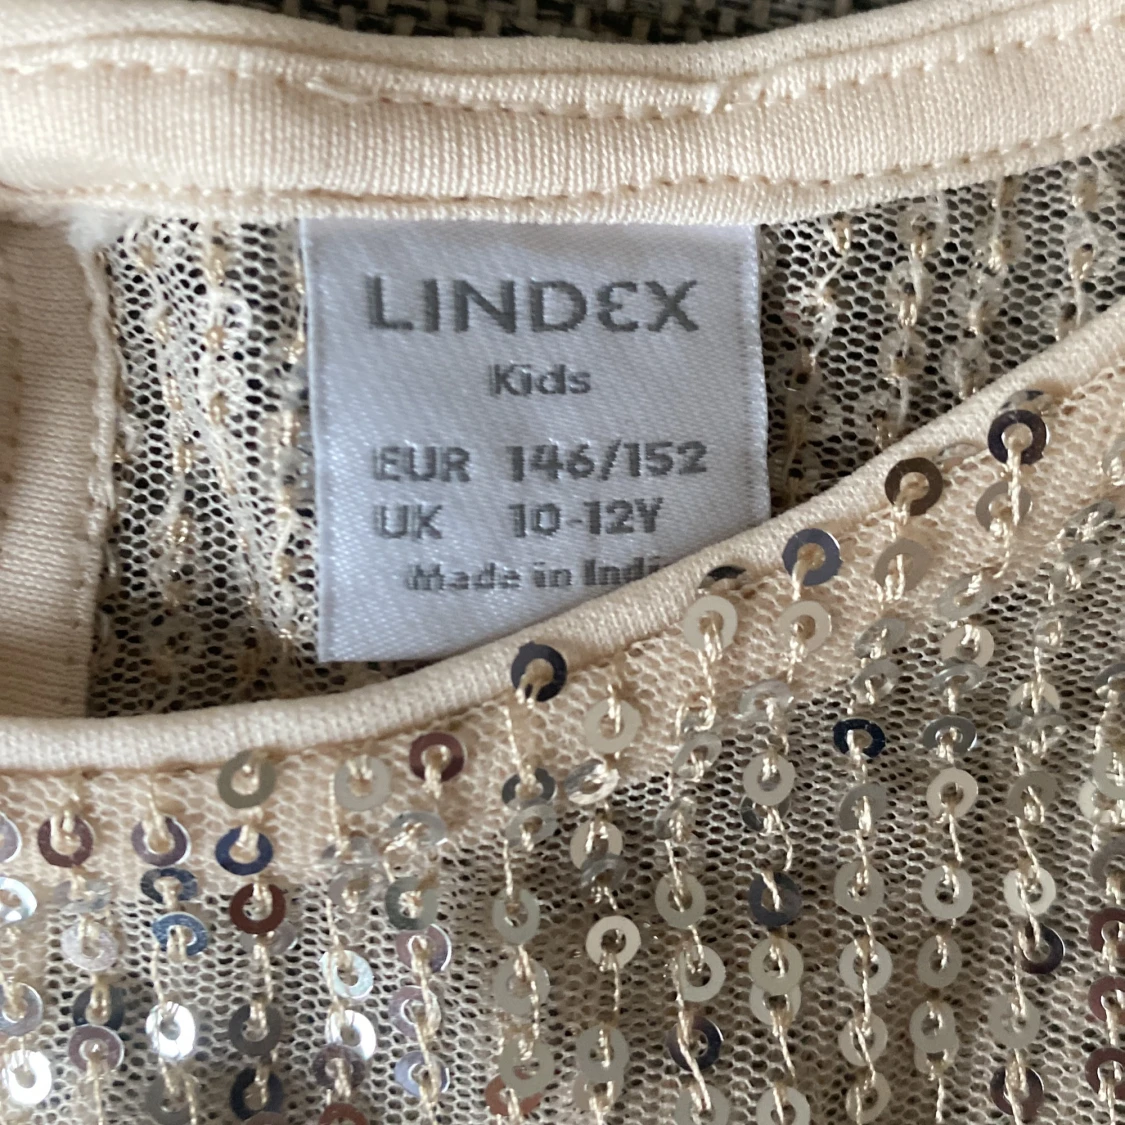 LINDEX
Kids
EUR 146/152
UK 10-12Y
Made in Indi